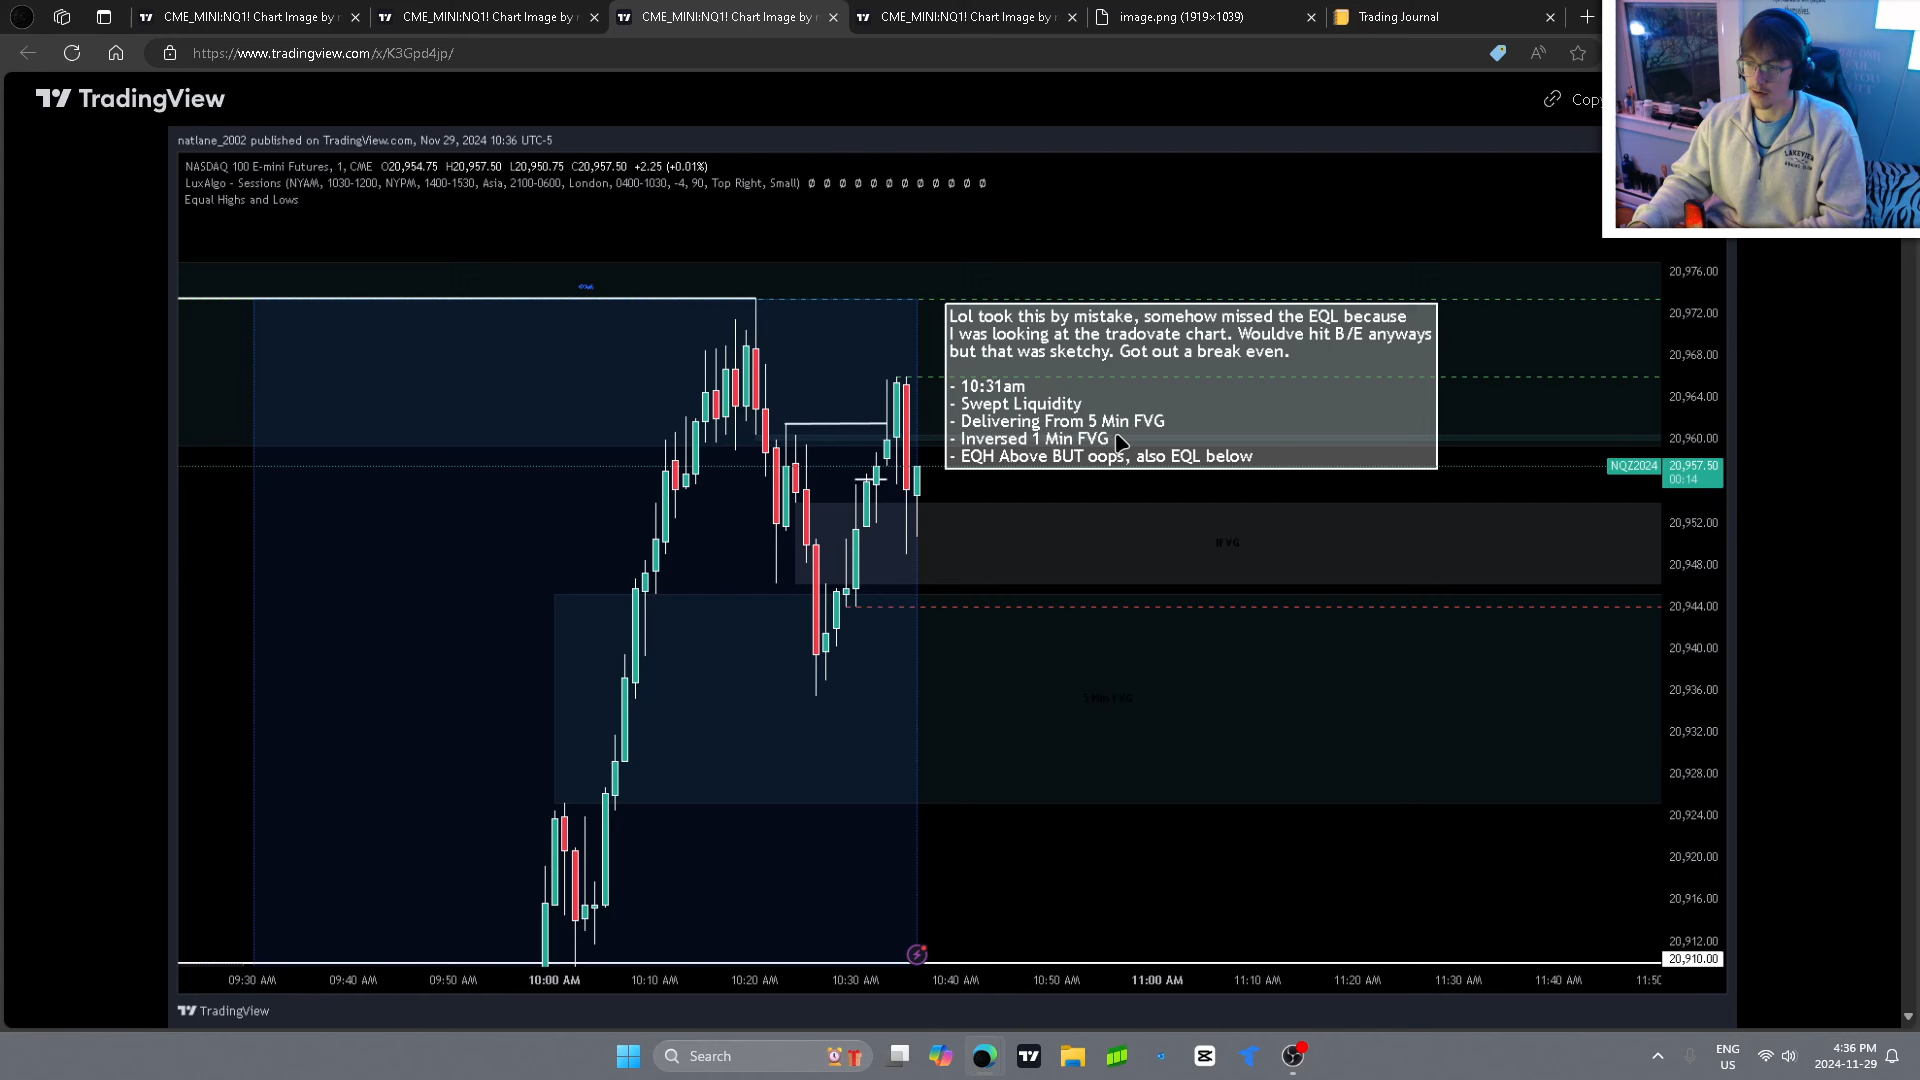 CME_MINI:NQ1! Chart Image by
CME_MINI:NQ1! Chart Image by
CME_MINI:NQ1! Chart Image by
CME_MINI:NQ1! Chart Image by
image.png (1919×1039)
Trading Journal
https://www.tradingview.com/x/K3Gpd4jp/
TradingView
natlane_2002 published on TradingView.com, Nov 29, 2024 10:36 UTC-5
NASDAQ 100 E-mini Futures, 1, CME O20,954.75 H20,957.50 L20,950.75 C20,957.50 +2.25 (+0.01%)
LuxAlgo - Sessions (NYAM, 1030-1200, NYPM, 1400-1530, Asia, 2100-0600, London, 0400-1030, -4, 90, Top Right, Small) Ø Ø Ø Ø Ø Ø Ø Ø Ø Ø Ø Ø
Equal Highs and Lows
Lol took this by mistake, somehow missed the EQL because
I was looking at the tradovate chart. Wouldve hit B/E anyways
but that was sketchy. Got out a break even.
- 10:31am
- Swept Liquidity
- Delivering From 5 Min FVG
- Inversed 1 Min FVG
- EQH Above BUT oops, also EQL below
20,976.00
20,972.00
20,968.00
20,964.00
20,960.00
NQZ2024 20,957.50
00:14
20,952.00
20,948.00
20,944.00
20,940.00
20,936.00
20,932.00
20,928.00
20,924.00
20,920.00
20,916.00
20,912.00
20,910.00
IFVG
5 Min FVG
09:30 AM 09:40 AM 09:50 AM 10:00 AM 10:10 AM 10:20 AM 10:30 AM 10:40 AM 10:50 AM 11:00 AM 11:10 AM 11:20 AM 11:30 AM 11:40 AM 11:50
TradingView
LAKEVIEW
Search
ENG
US
4:36 PM
2024-11-29